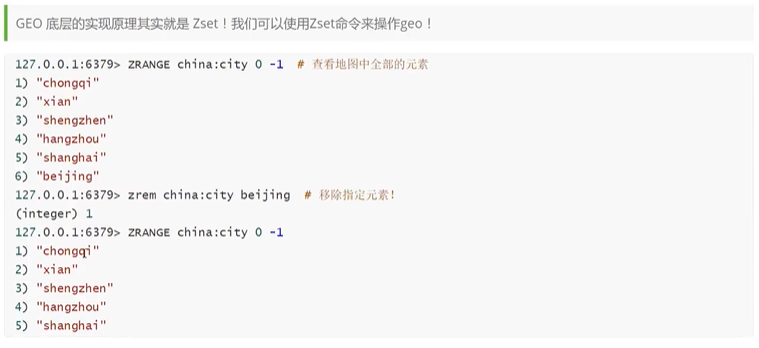 GEO 底层的实现原理其实就是 Zset！我们可以使用Zset命令来操作geo！
127.0.0.1:6379> ZRANGE china:city 0 -1  # 查看地图中全部的元素
1) "chongqi"
2) "xian"
3) "shengzhen"
4) "hangzhou"
5) "shanghai"
6) "beijing"
127.0.0.1:6379> zrem china:city beijing  # 移除指定元素！
(integer) 1
127.0.0.1:6379> ZRANGE china:city 0 -1
1) "chongqi"
2) "xian"
3) "shengzhen"
4) "hangzhou"
5) "shanghai"